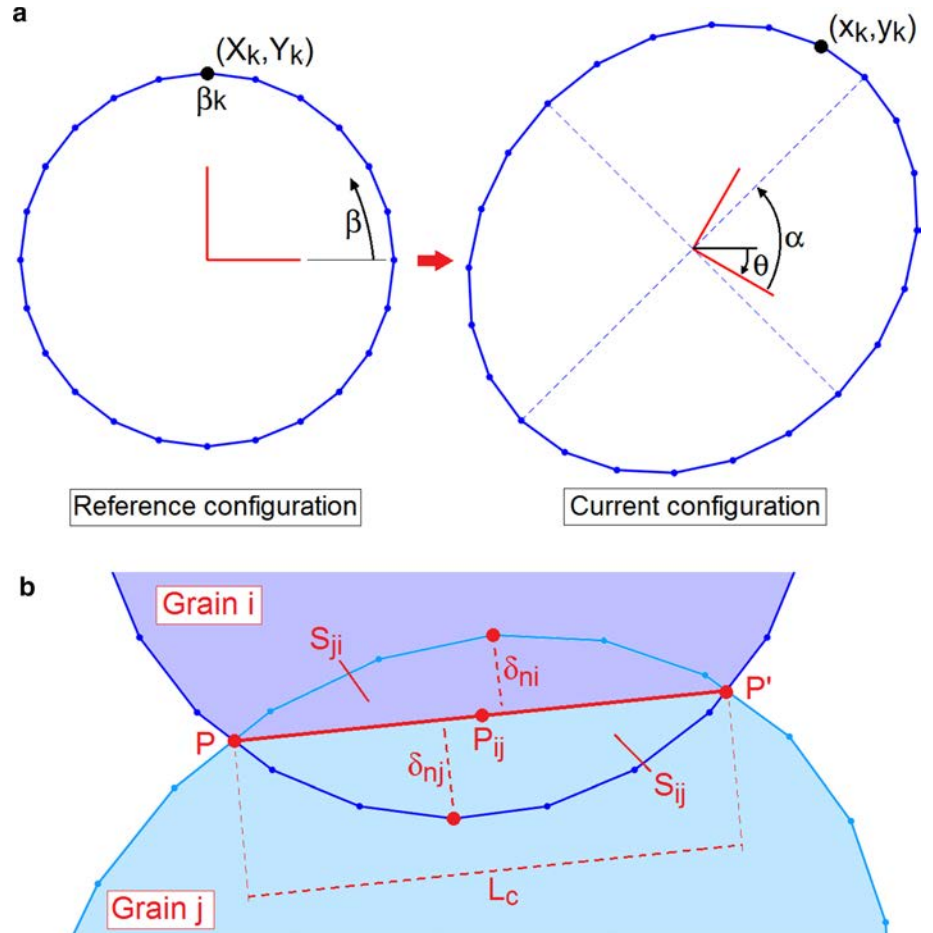 a
(Xk,Yk)
βk
β
(xk,yk)
α
θ
Reference configuration
Current configuration
b
Grain i
Sji
δni
P'
P
Pij
δnj
Sij
Lc
Grain j